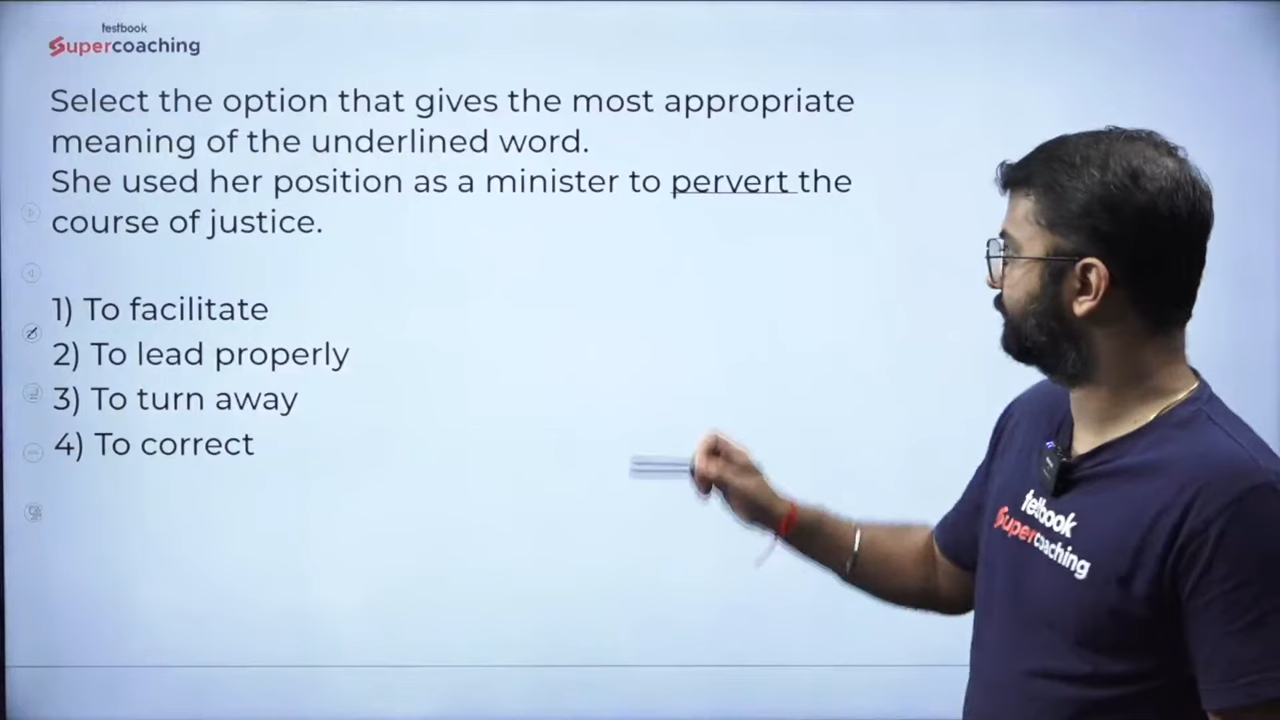 testbook
Supercoaching
Select the option that gives the most appropriate
meaning of the underlined word.
She used her position as a minister to pervert the
course of justice.
1) To facilitate
2) To lead properly
3) To turn away
4) To correct
testbook
Supercoaching